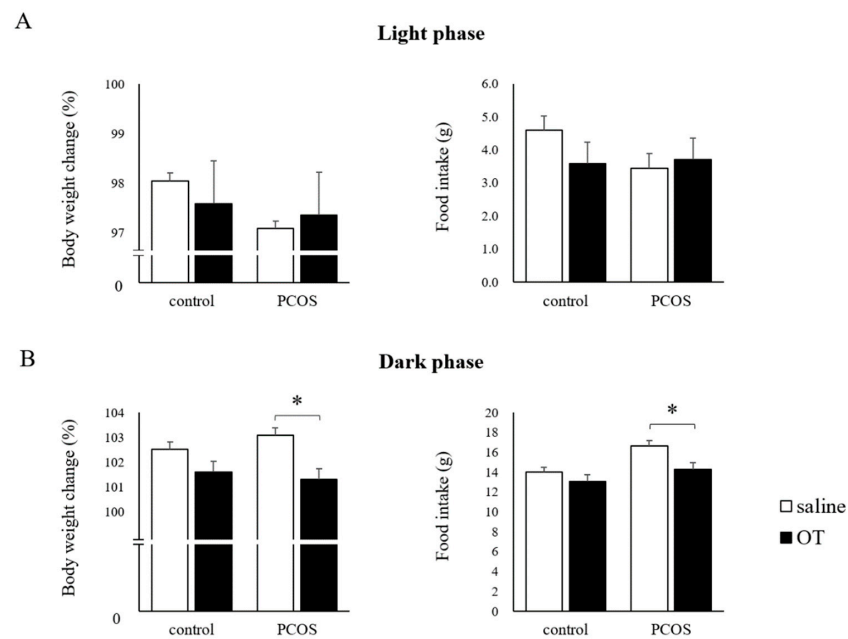 A
Light phase
Body weight change (%)
100
99
98
97
0
control
PCOS
Food intake (g)
6.0
5.0
4.0
3.0
2.0
1.0
0.0
control
PCOS
B
Dark phase
Body weight change (%)
104
103
102
101
100
0
*
control
PCOS
Food intake (g)
20
18
16
14
12
10
8
6
4
2
0
*
control
PCOS
saline
OT